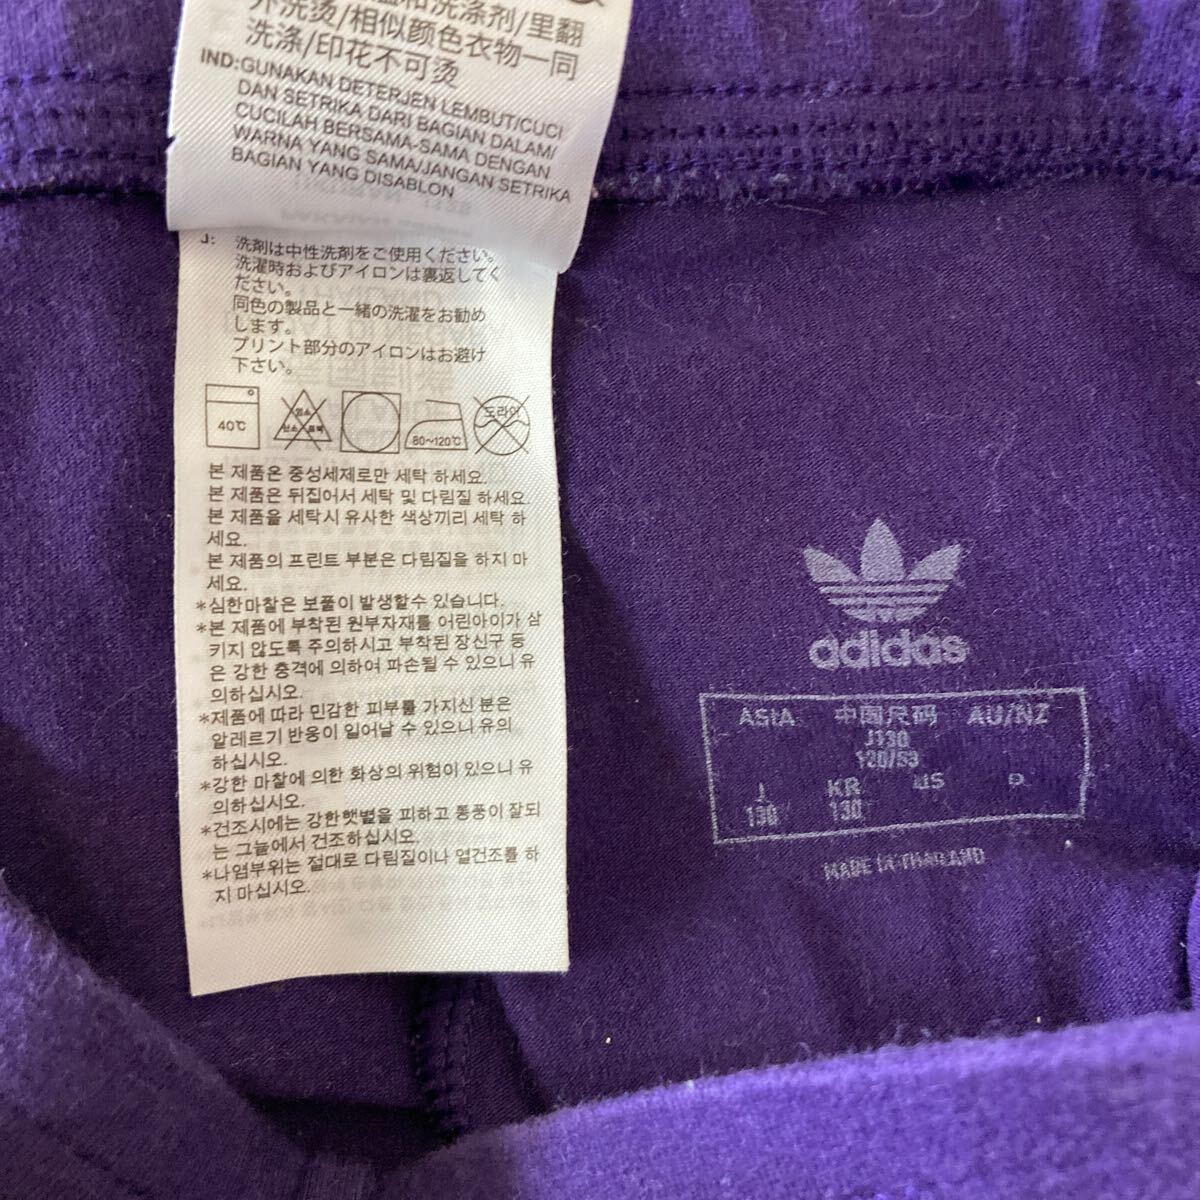 和洗涤剂/里翻
外洗烫/相似颜色衣物一同
洗涤/印花不可烫
IND:GUNAKAN DETERJEN LEMBUT/CUCI
DAN SETRIKA DARI BAGIAN DALAM/
CUCILAH BERSAMA-SAMA DENGAN
WARNA YANG SAMA/JANGAN SETRIKA
BAGIAN YANG DISABLON
J: 洗剤は中性洗剤をご使用ください。
洗濯時およびアイロンは裏返してく
ださい。
同色の製品と一緒の洗濯をお勧め
します。
プリント部分のアイロンはお避け
下さい。
40℃ 염소 산소 표백 80~120℃ 드라이
본 제품은 중성세제로만 세탁 하세요.
본 제품은 뒤집어서 세탁 및 다림질 하세요
본 제품을 세탁시 유사한 색상끼리 세탁 하
세요.
본 제품의 프린트 부분은 다림질을 하지 마
세요.
*심한마찰은 보풀이 발생할수 있습니다.
*본 제품에 부착된 원부자재를 어린아이가 삼
키지 않도록 주의하시고 부착된 장신구 등
은 강한 충격에 의하여 파손될 수 있으니 유
의하십시오.
*제품에 따라 민감한 피부를 가지신 분은
알레르기 반응이 일어날 수 있으니 유의
하십시오.
*강한 마찰에 의한 화상의 위험이 있으니 유
의하십시오.
*건조시에는 강한햇볕을 피하고 통풍이 잘되
는 그늘에서 건조하십시오.
*나염부위는 절대로 다림질이나 열건조를 하
지 마십시오.
adidas
ASIA 中国尺码 AU/NZ
J130
120/53
J KR US
130 130
MADE IN THAILAND